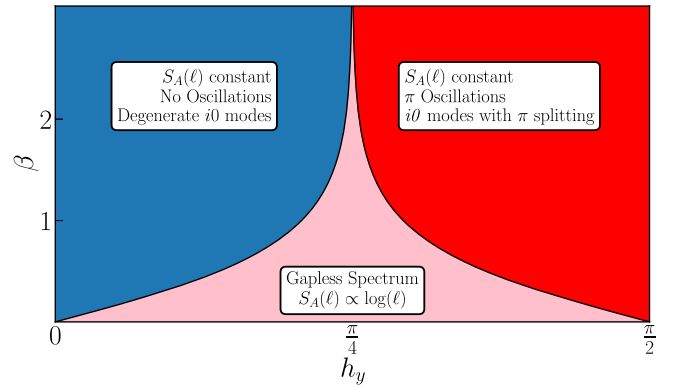 S_A(ℓ) constant
No Oscillations
Degenerate i0 modes
S_A(ℓ) constant
π Oscillations
i0 modes with π splitting
2
β
1
Gapless Spectrum
S_A(ℓ) ∝ log(ℓ)
0
π/4
π/2
h_y